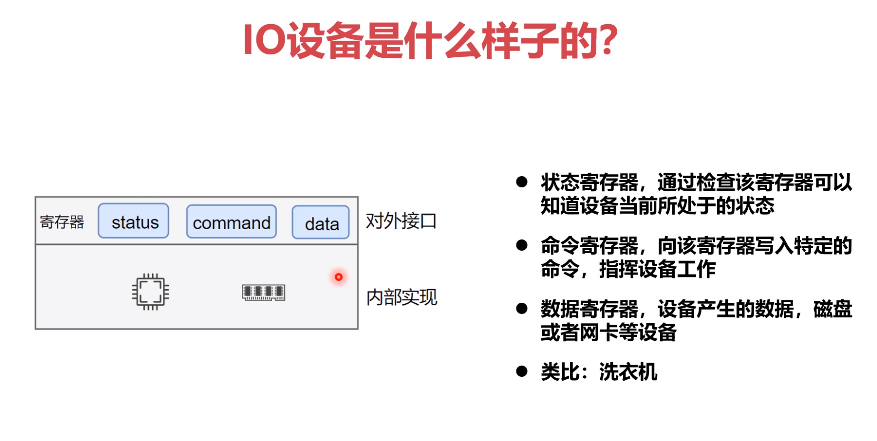 IO设备是什么样子的?
寄存器 status command data 对外接口
内部实现
● 状态寄存器，通过检查该寄存器可以
知道设备当前所处于的状态
● 命令寄存器，向该寄存器写入特定的
命令，指挥设备工作
● 数据寄存器，设备产生的数据，磁盘
或者网卡等设备
● 类比：洗衣机